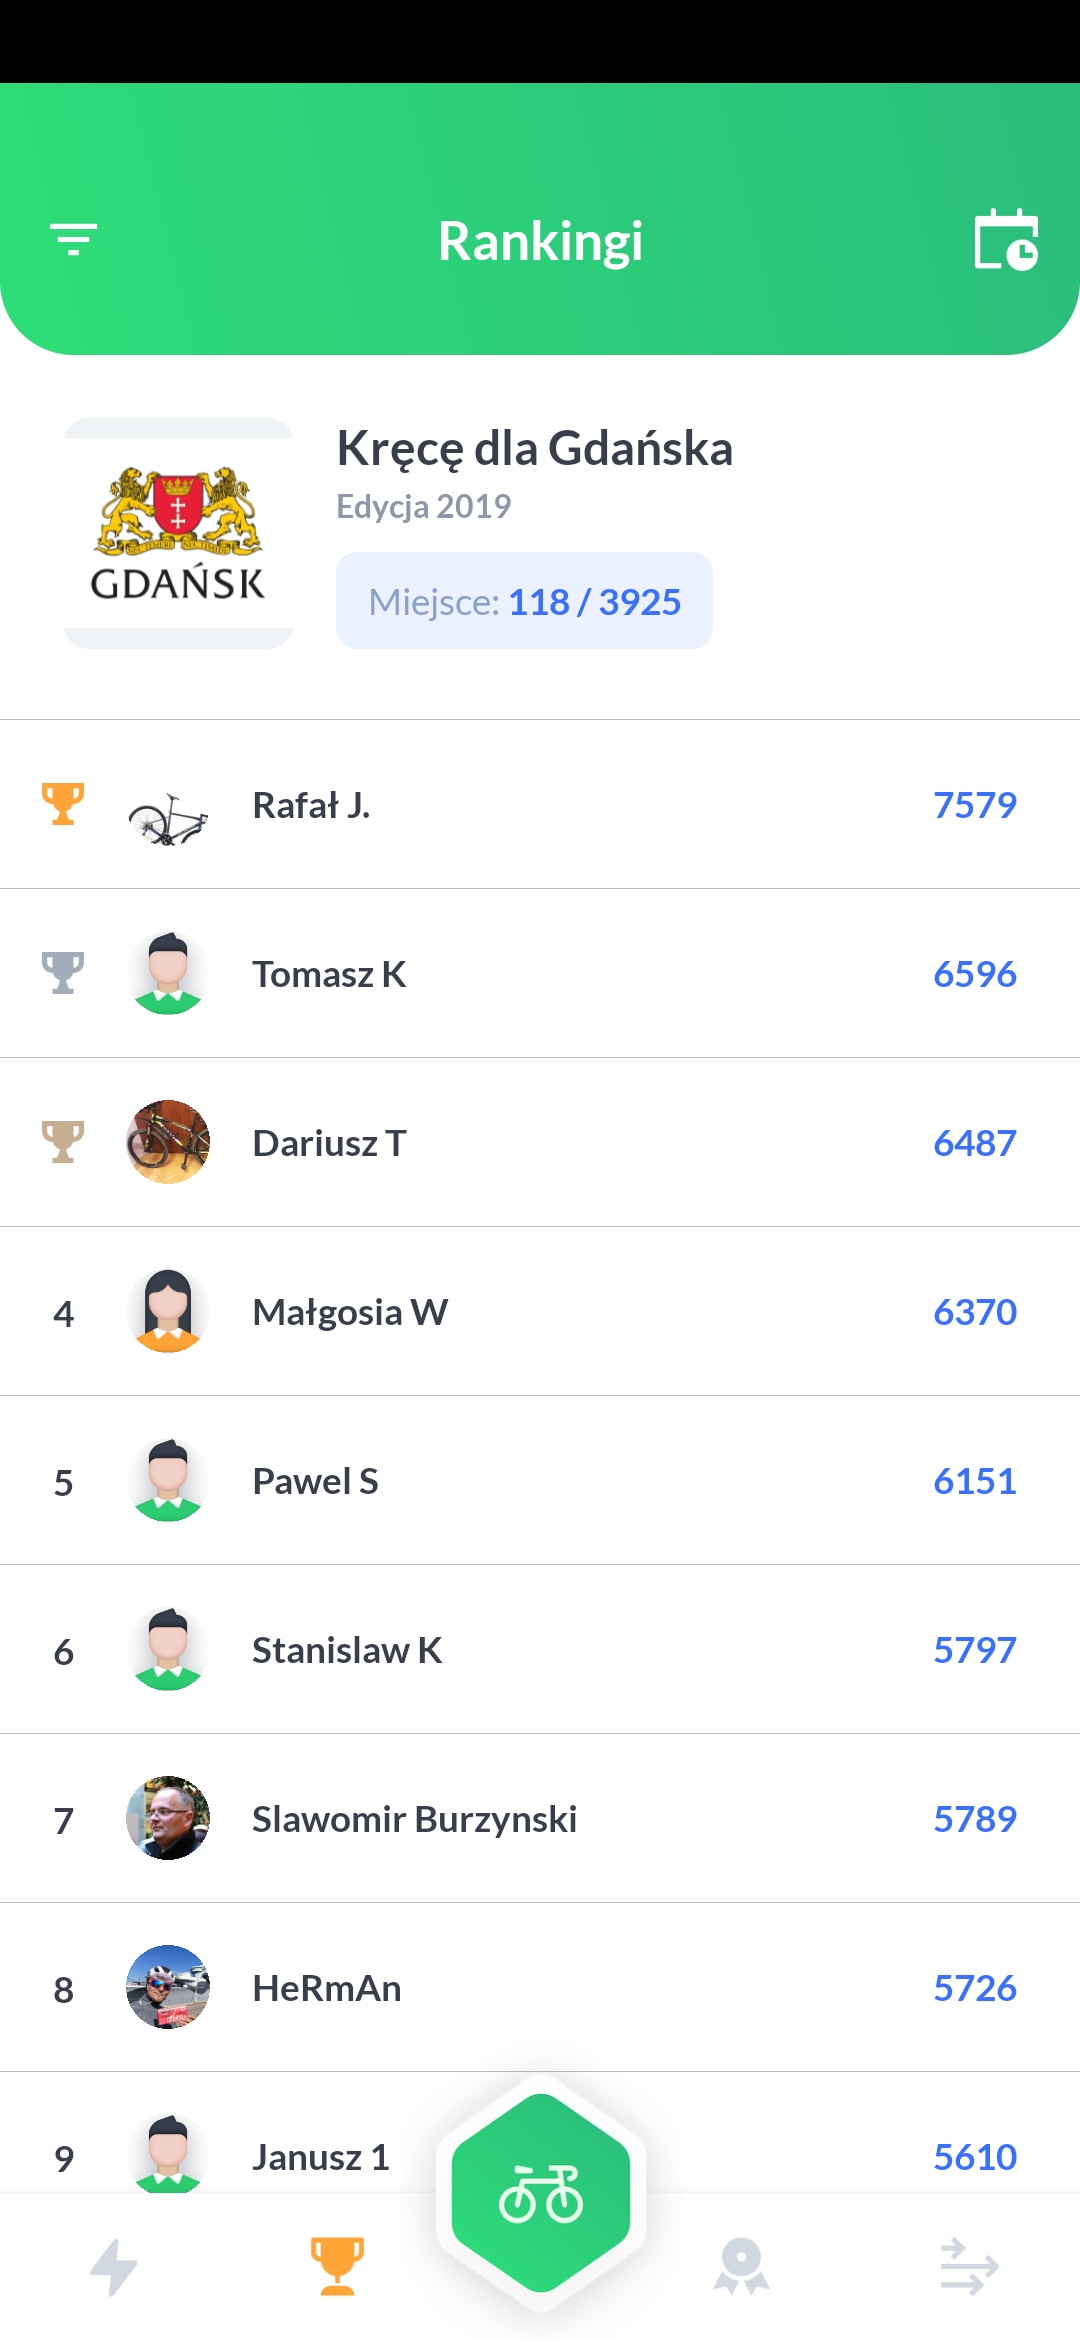 Rankingi
Kręcę dla Gdańska
Edycja 2019
GDAŃSK
Miejsce: 118 / 3925
Rafał J. 7579
Tomasz K 6596
Dariusz T 6487
4 Małgosia W 6370
5 Pawel S 6151
6 Stanislaw K 5797
7 Slawomir Burzynski 5789
8 HeRmAn 5726
9 Janusz 1 5610